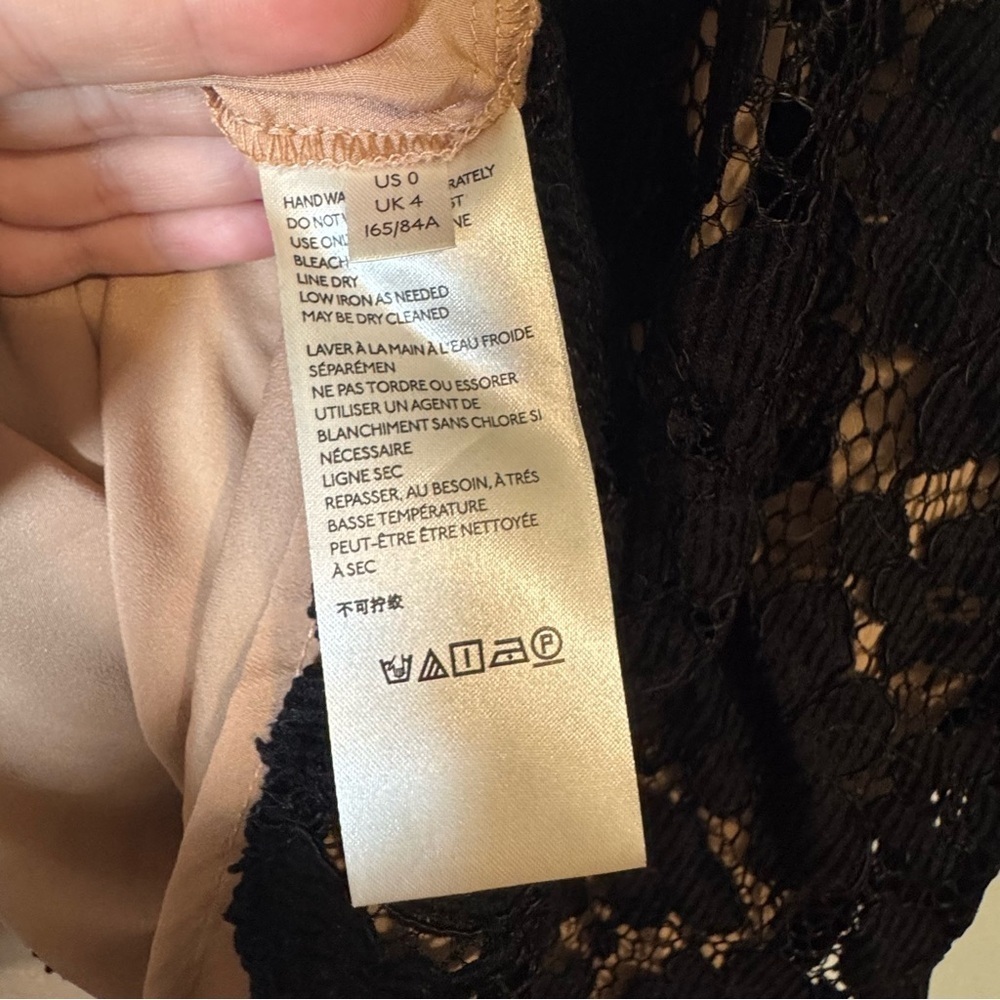 US 0
UK 4
165/84A
HAND WA RATELY
DO NOT ST
USE ON NE
BLEACH
LINE DRY
LOW IRON AS NEEDED
MAY BE DRY CLEANED
LAVER À LA MAIN À L'EAU FROIDE
SÉPARÉMEN
NE PAS TORDRE OU ESSORER
UTILISER UN AGENT DE
BLANCHIMENT SANS CHLORE SI
NÉCESSAIRE
LIGNE SEC
REPASSER, AU BESOIN, À TRÉS
BASSE TEMPÉRATURE
PEUT-ÊTRE ÊTRE NETTOYÉE
À SEC
不可拧绞
P